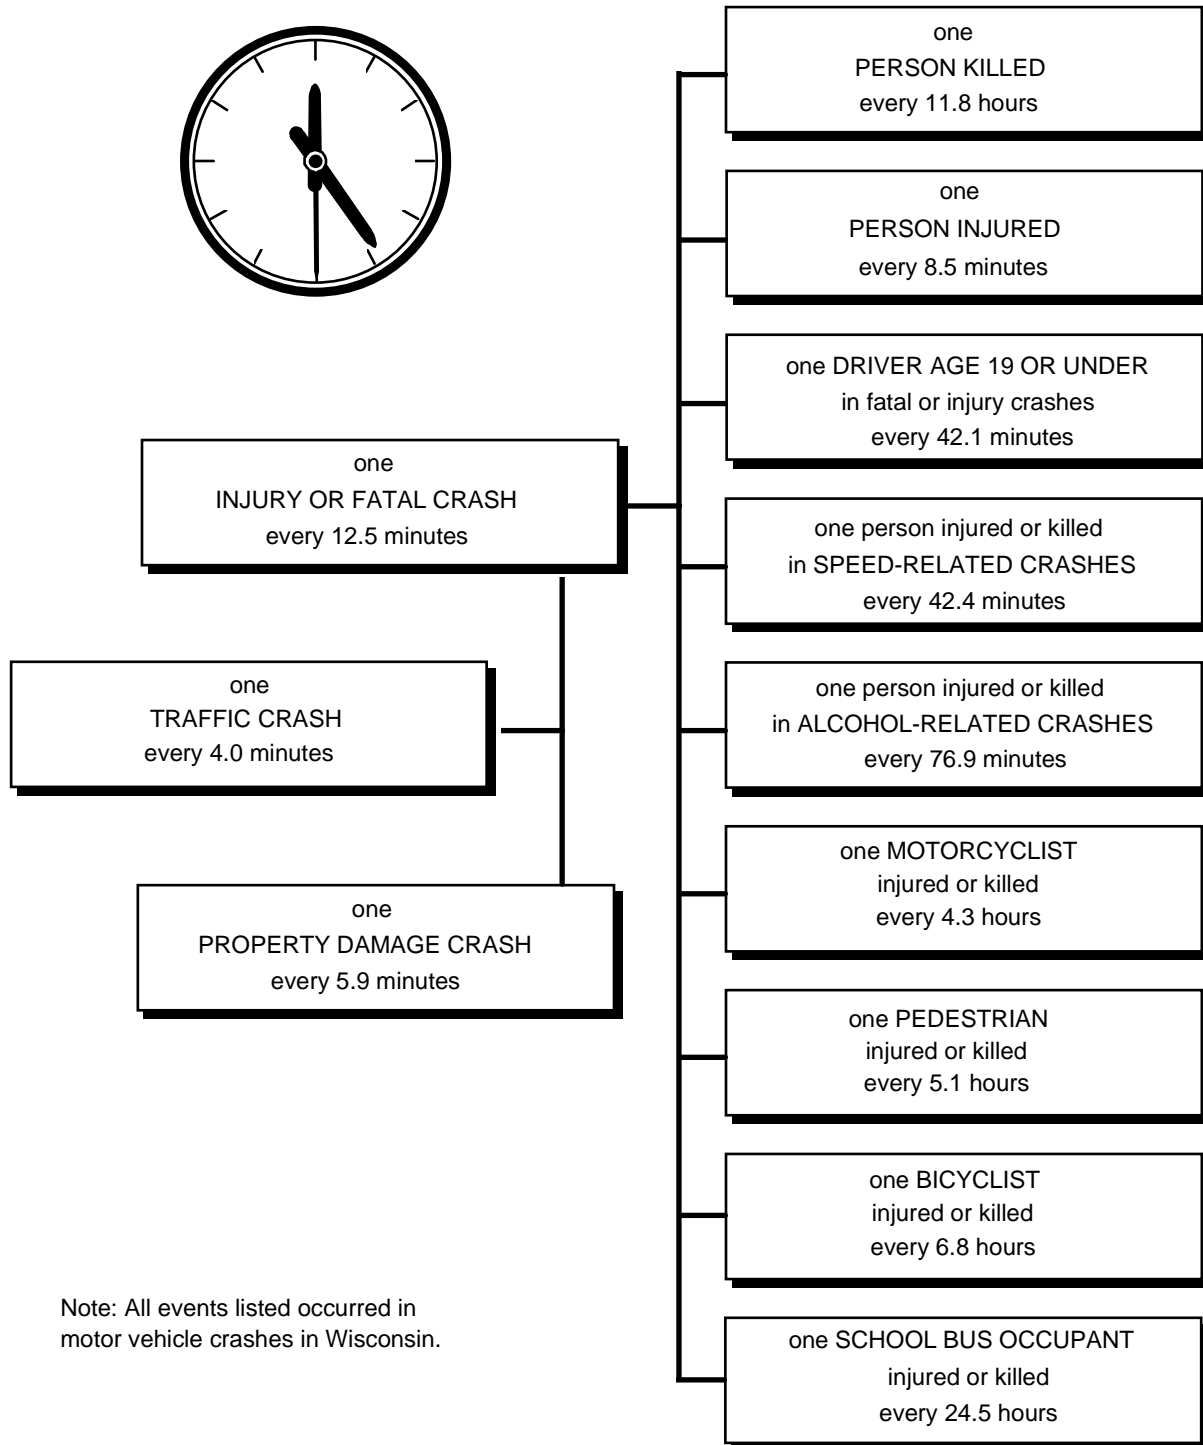 one
PERSON KILLED
every 11.8 hours
one
PERSON INJURED
every 8.5 minutes
one DRIVER AGE 19 OR UNDER
in fatal or injury crashes
every 42.1 minutes
one
INJURY OR FATAL CRASH
every 12.5 minutes
one person injured or killed
in SPEED-RELATED CRASHES
every 42.4 minutes
one
TRAFFIC CRASH
every 4.0 minutes
one person injured or killed
in ALCOHOL-RELATED CRASHES
every 76.9 minutes
one MOTORCYCLIST
injured or killed
every 4.3 hours
one
PROPERTY DAMAGE CRASH
every 5.9 minutes
one PEDESTRIAN
injured or killed
every 5.1 hours
one BICYCLIST
injured or killed
every 6.8 hours
Note: All events listed occurred in
motor vehicle crashes in Wisconsin.
one SCHOOL BUS OCCUPANT
injured or killed
every 24.5 hours